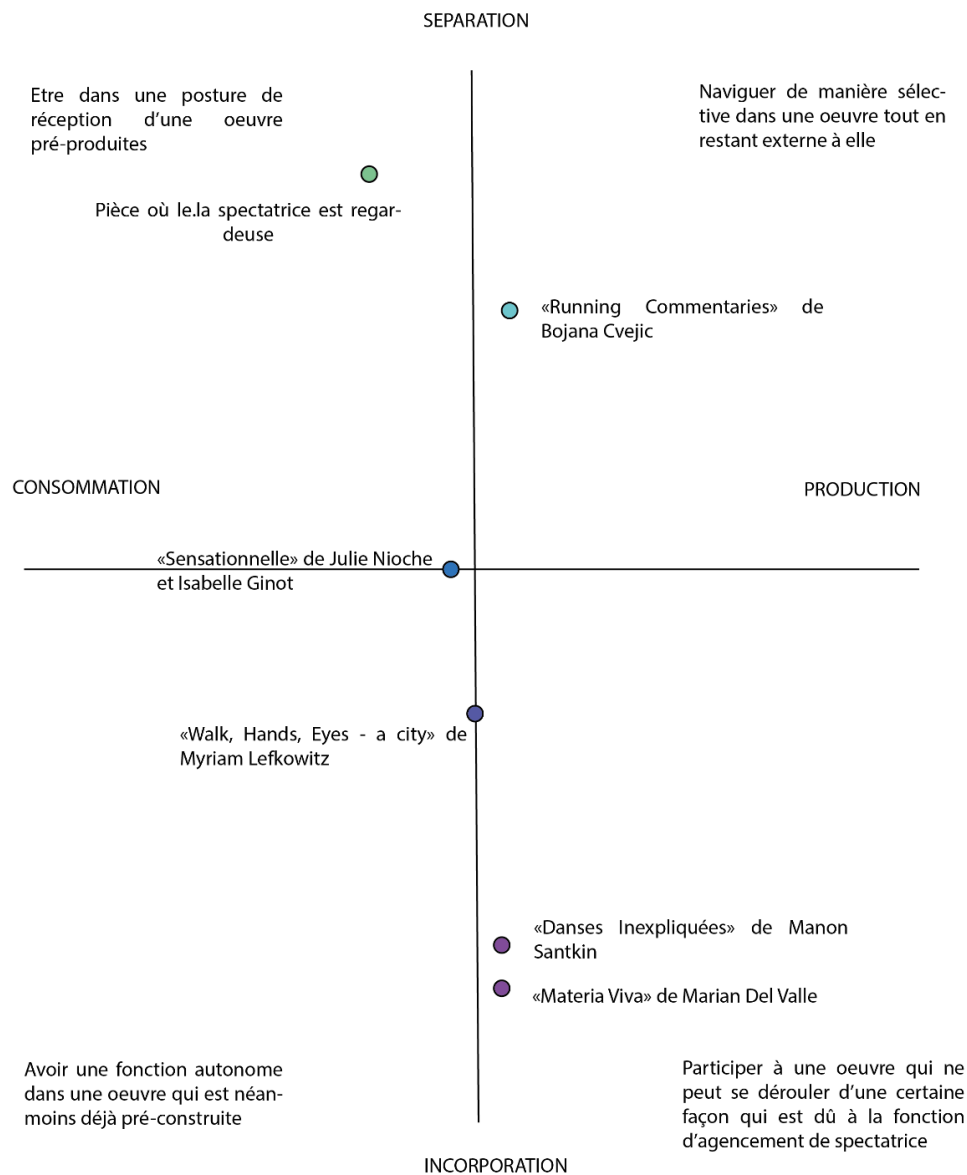 SEPARATION
Etre dans une posture de
réception d'une oeuvre
pré-produites
Naviguer de manière sélec-
tive dans une oeuvre tout en
restant externe à elle
Pièce où le.la spectatrice est regar-
deuse
«Running Commentaries» de
Bojana Cvejic
CONSOMMATION
PRODUCTION
«Sensationnelle» de Julie Nioche
et Isabelle Ginot
«Walk, Hands, Eyes - a city» de
Myriam Lefkowitz
«Danses Inexpliquées» de Manon
Santkin
«Materia Viva» de Marian Del Valle
Avoir une fonction autonome
dans une oeuvre qui est néan-
moins déjà pré-construite
Participer à une oeuvre qui ne
peut se dérouler d'une certaine
façon qui est dû à la fonction
d'agencement de spectatrice
INCORPORATION